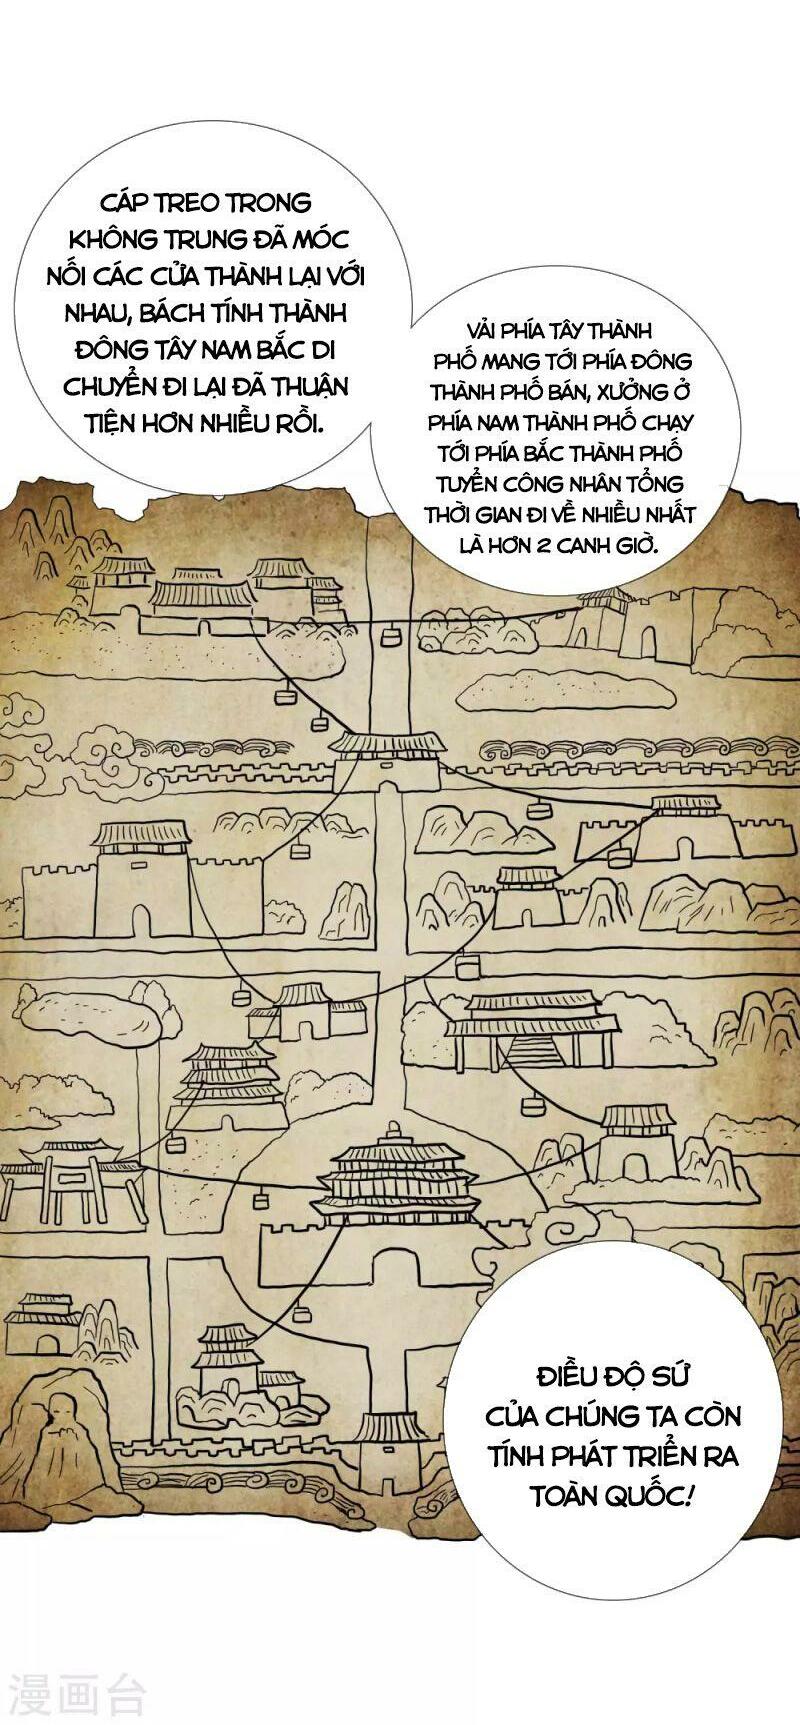 CÁP TREO TRONG
KHÔNG TRUNG ĐÃ MÓC
NỐI CÁC CỬA THÀNH LẠI VỚI
NHAU, BÁCH TÍNH THÀNH
ĐÔNG TÂY NAM BẮC DI
CHUYỂN ĐI LẠI ĐÃ THUẬN
TIỆN HƠN NHIỀU RỒI.
VẢI PHÍA TÂY THÀNH
PHỐ MANG TỚI PHÍA ĐÔNG
THÀNH PHỐ BÁN, XƯỞNG Ở
PHÍA NAM THÀNH PHỐ CHẠY
TỚI PHÍA BẮC THÀNH PHỐ
TUYỂN CÔNG NHÂN TỔNG
THỜI GIAN ĐI VỀ NHIỀU NHẤT
LÀ HƠN 2 CANH GIỜ.
ĐIỀU ĐỘ SỨ
CỦA CHÚNG TA CÒN
TÍNH PHÁT TRIỂN RA
TOÀN QUỐC!
漫画台